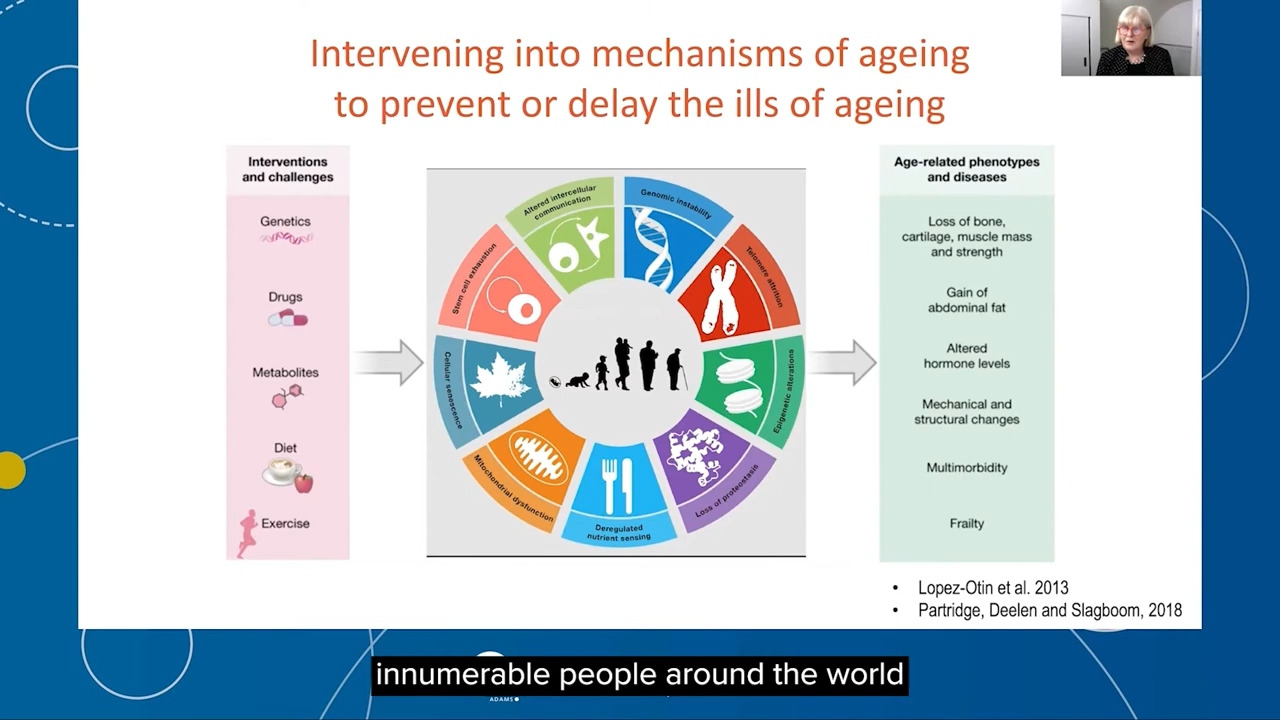 Intervening into mechanisms of ageing
to prevent or delay the ills of ageing
Interventions
and challenges
Genetics
Drugs
Metabolites
Diet
Exercise
Altered intercellular
communication
Genomic instability
Telomere attrition
Epigenetic alterations
Loss of proteostasis
Deregulated
nutrient sensing
Mitochondrial dysfunction
Cellular senescence
Stem cell exhaustion
Age-related phenotypes
and diseases
Loss of bone,
cartilage, muscle mass
and strength
Gain of
abdominal fat
Altered
hormone levels
Mechanical and
structural changes
Multimorbidity
Frailty
• Lopez-Otin et al. 2013
• Partridge, Deelen and Slagboom, 2018
innumerable people around the world
ADAMS